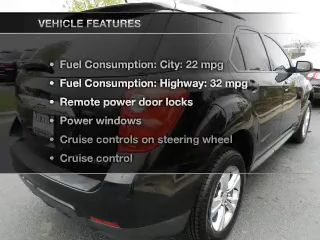 VEHICLE FEATURES
• Fuel Consumption: City: 22 mpg
• Fuel Consumption: Highway: 32 mpg
• Remote power door locks
• Power windows
• Cruise controls on steering wheel
• Cruise control